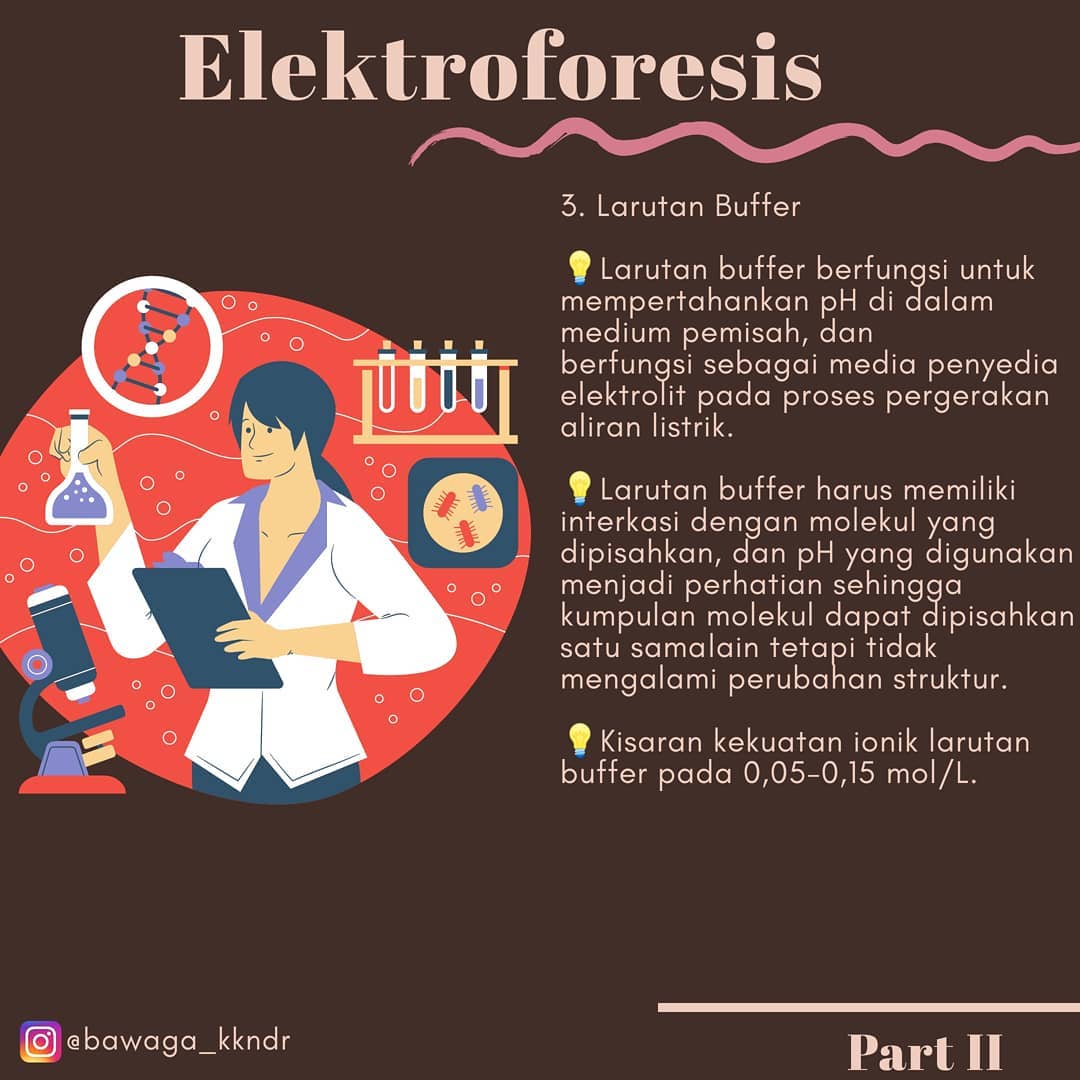 Elektroforesis
3. Larutan Buffer
💡Larutan buffer berfungsi untuk
mempertahankan pH di dalam
medium pemisah, dan
berfungsi sebagai media penyedia
elektrolit pada proses pergerakan
aliran listrik.
💡Larutan buffer harus memiliki
interkasi dengan molekul yang
dipisahkan, dan pH yang digunakan
menjadi perhatian sehingga
kumpulan molekul dapat dipisahkan
satu samalain tetapi tidak
mengalami perubahan struktur.
💡Kisaran kekuatan ionik larutan
buffer pada 0,05-0,15 mol/L.
@bawaga_kkndr
Part II